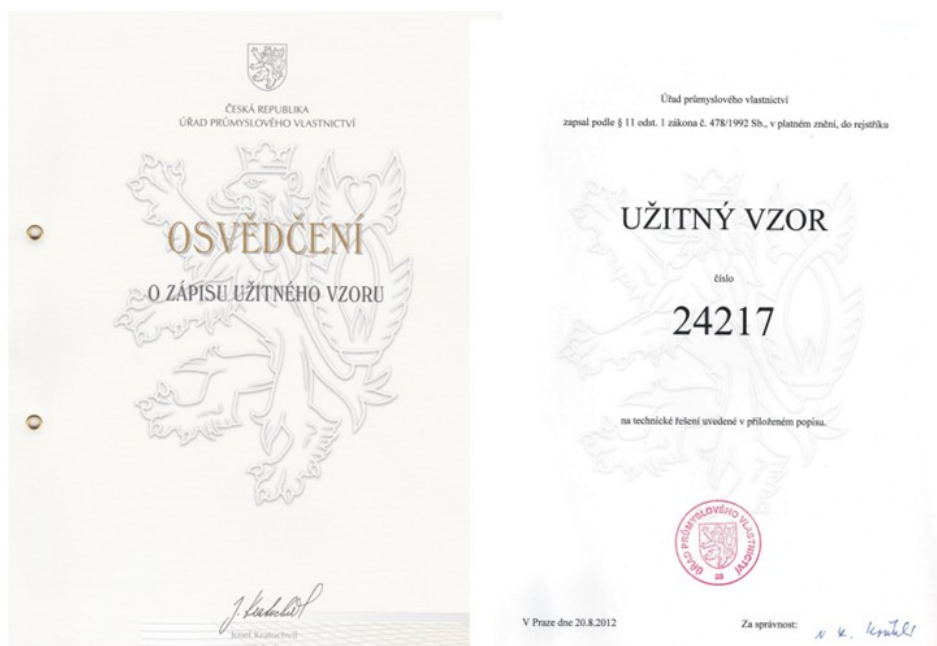 ČESKÁ REPUBLIKA
ÚŘAD PRŮMYSLOVÉHO VLASTNICTVÍ
OSVĚDČENÍ
O ZÁPISU UŽITNÉHO VZORU
Josef Kratochvíl
Úřad průmyslového vlastnictví
zapsal podle § 11 odst. 1 zákona č. 478/1992 Sb., v platném znění, do rejstříku
UŽITNÝ VZOR
číslo
24217
na technické řešení uvedené v přiloženém popisu.
ÚŘAD PRŮMYSLOVÉHO VLASTNICTVÍ
28
V Praze dne 20.8.2012
Za správnost: